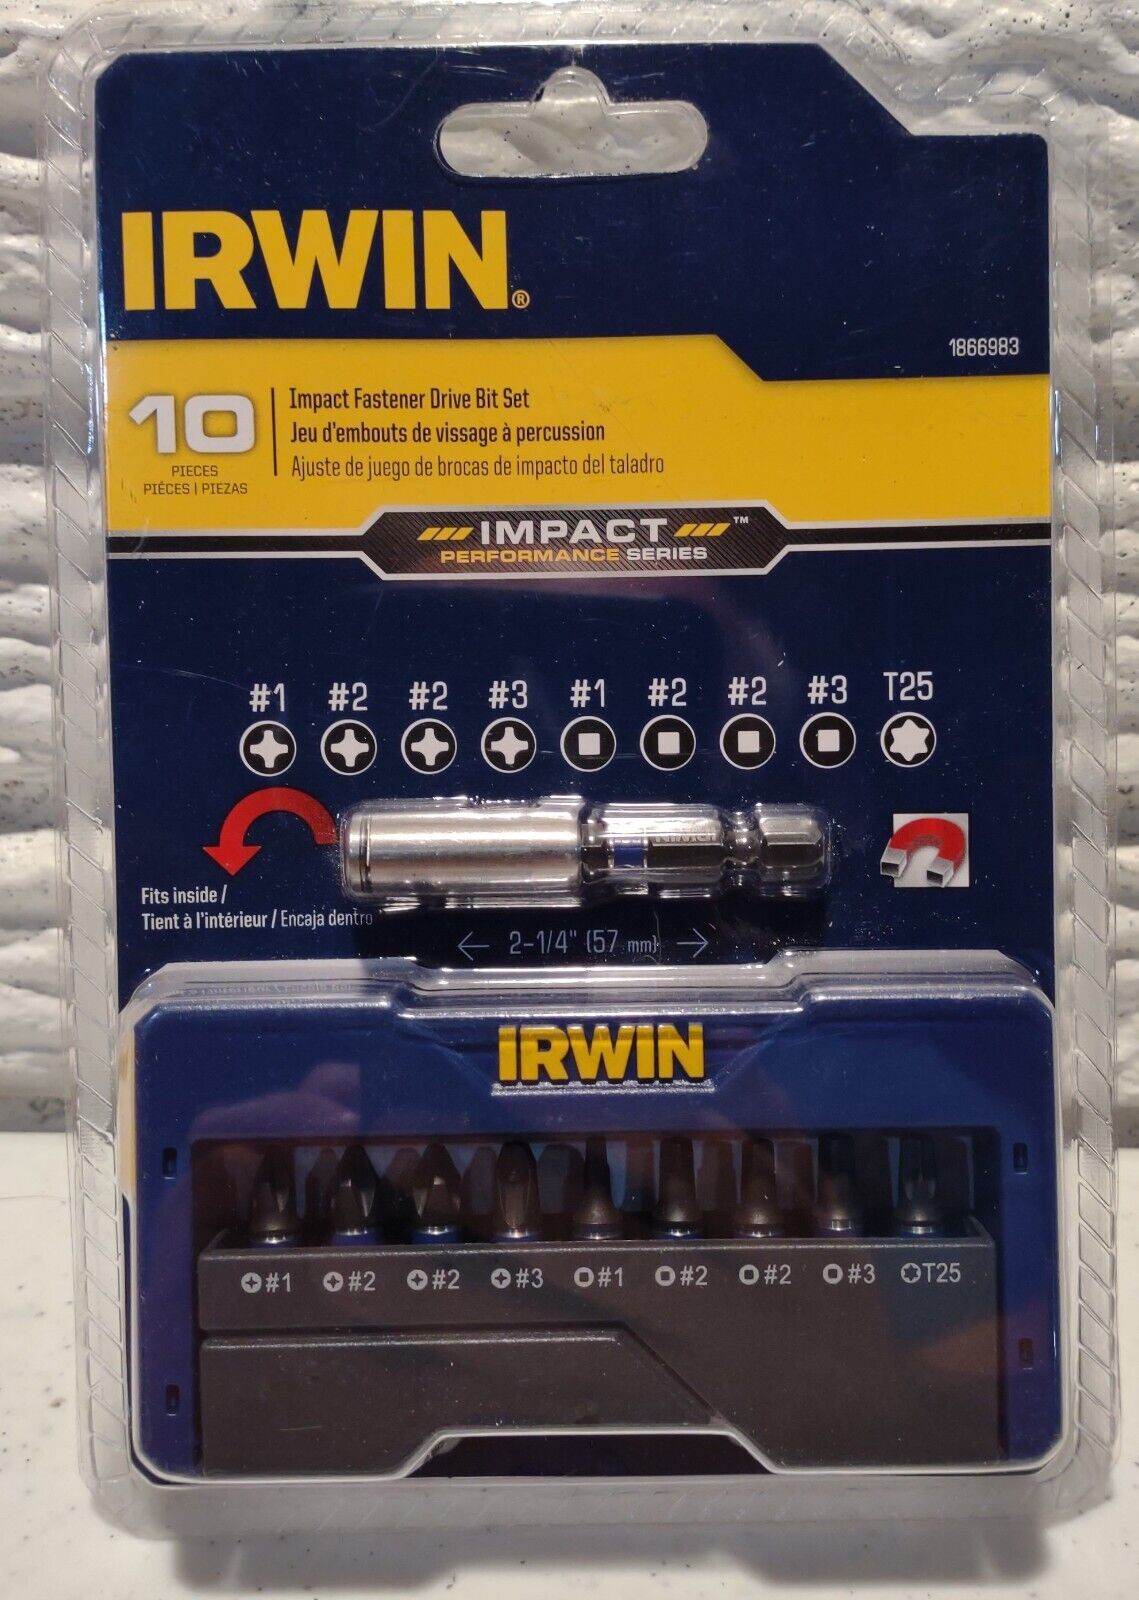 IRWIN®
1866983
10
PIECES
PIÉCES | PIEZAS
Impact Fastener Drive Bit Set
Jeu d'embouts de vissage à percussion
Ajuste de juego de brocas de impacto del taladro
IMPACT™
PERFORMANCE SERIES
#1 #2 #2 #3 #1 #2 #2 #3 T25
IRWIN
Fits inside /
Tient à l'intérieur / Encaja dentro
2-1/4" (57 mm)
IRWIN
#1 #2 #2 #3 #1 #2 #2 #3 T25